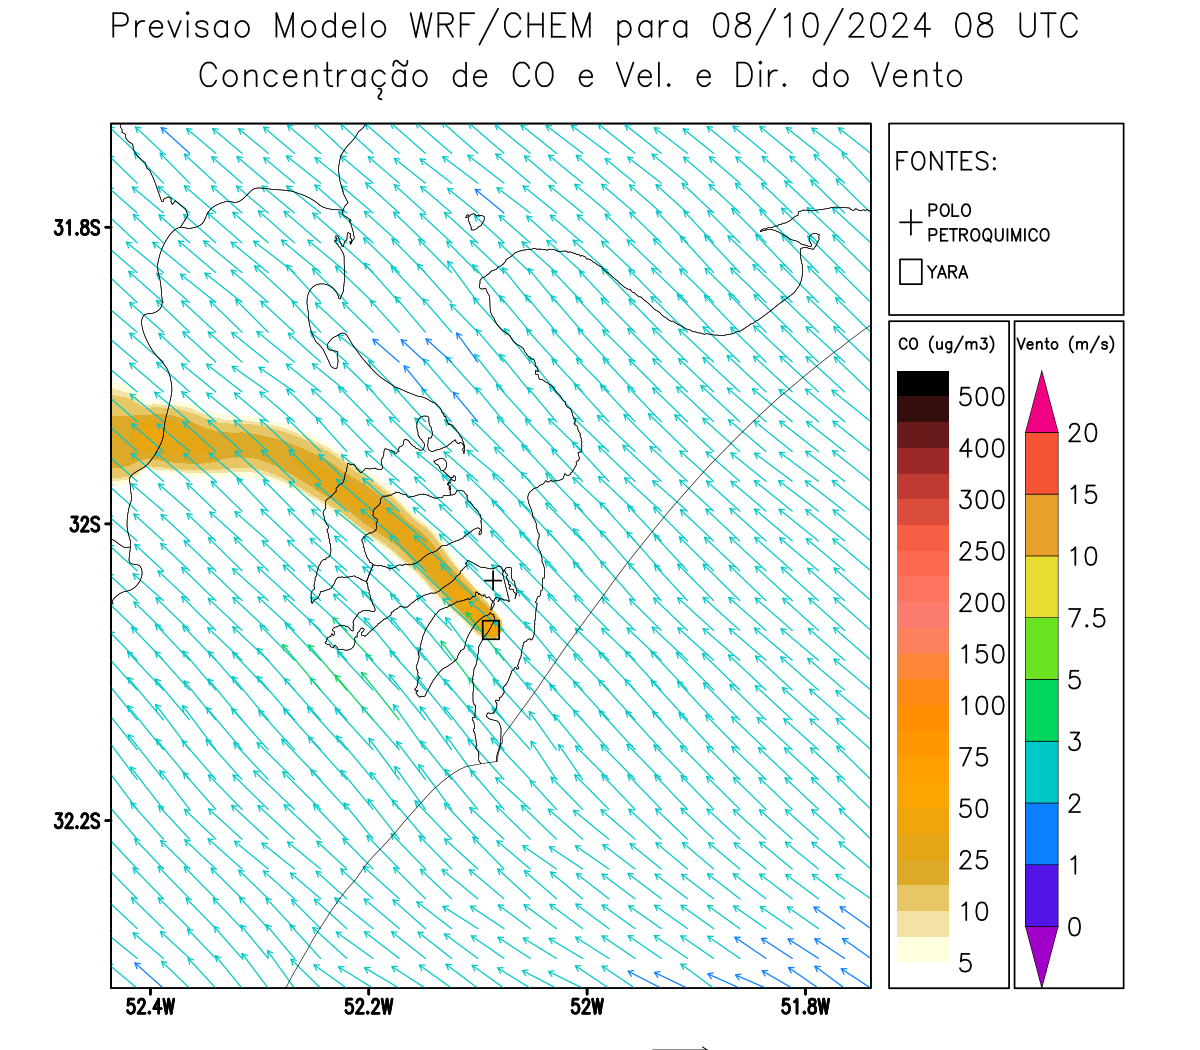 Previsao Modelo WRF/CHEM para 08/10/2024 08 UTC
Concentração de CO e Vel. e Dir. do Vento
FONTES:
POLO
PETROQUIMICO
YARA
31.8S
32S
32.2S
52.4W
52.2W
52W
51.8W
CO (ug/m3)
500
400
300
250
200
150
100
75
50
25
10
5
Vento (m/s)
20
15
10
7.5
5
3
2
1
0